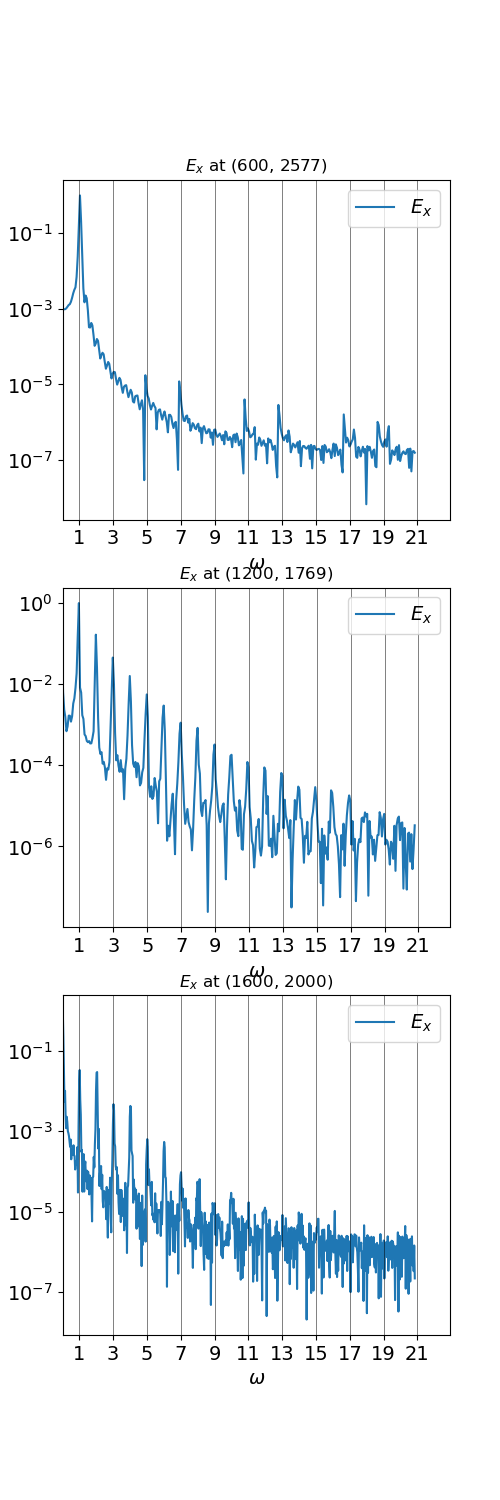 E_x at (600, 2577)
E_x
10^{-1}
10^{-3}
10^{-5}
10^{-7}
1 3 5 7 9 11 13 15 17 19 21
ω
E_x at (1200, 1769)
E_x
10^0
10^{-2}
10^{-4}
10^{-6}
1 3 5 7 9 11 13 15 17 19 21
ω
E_x at (1600, 2000)
E_x
10^{-1}
10^{-3}
10^{-5}
10^{-7}
1 3 5 7 9 11 13 15 17 19 21
ω